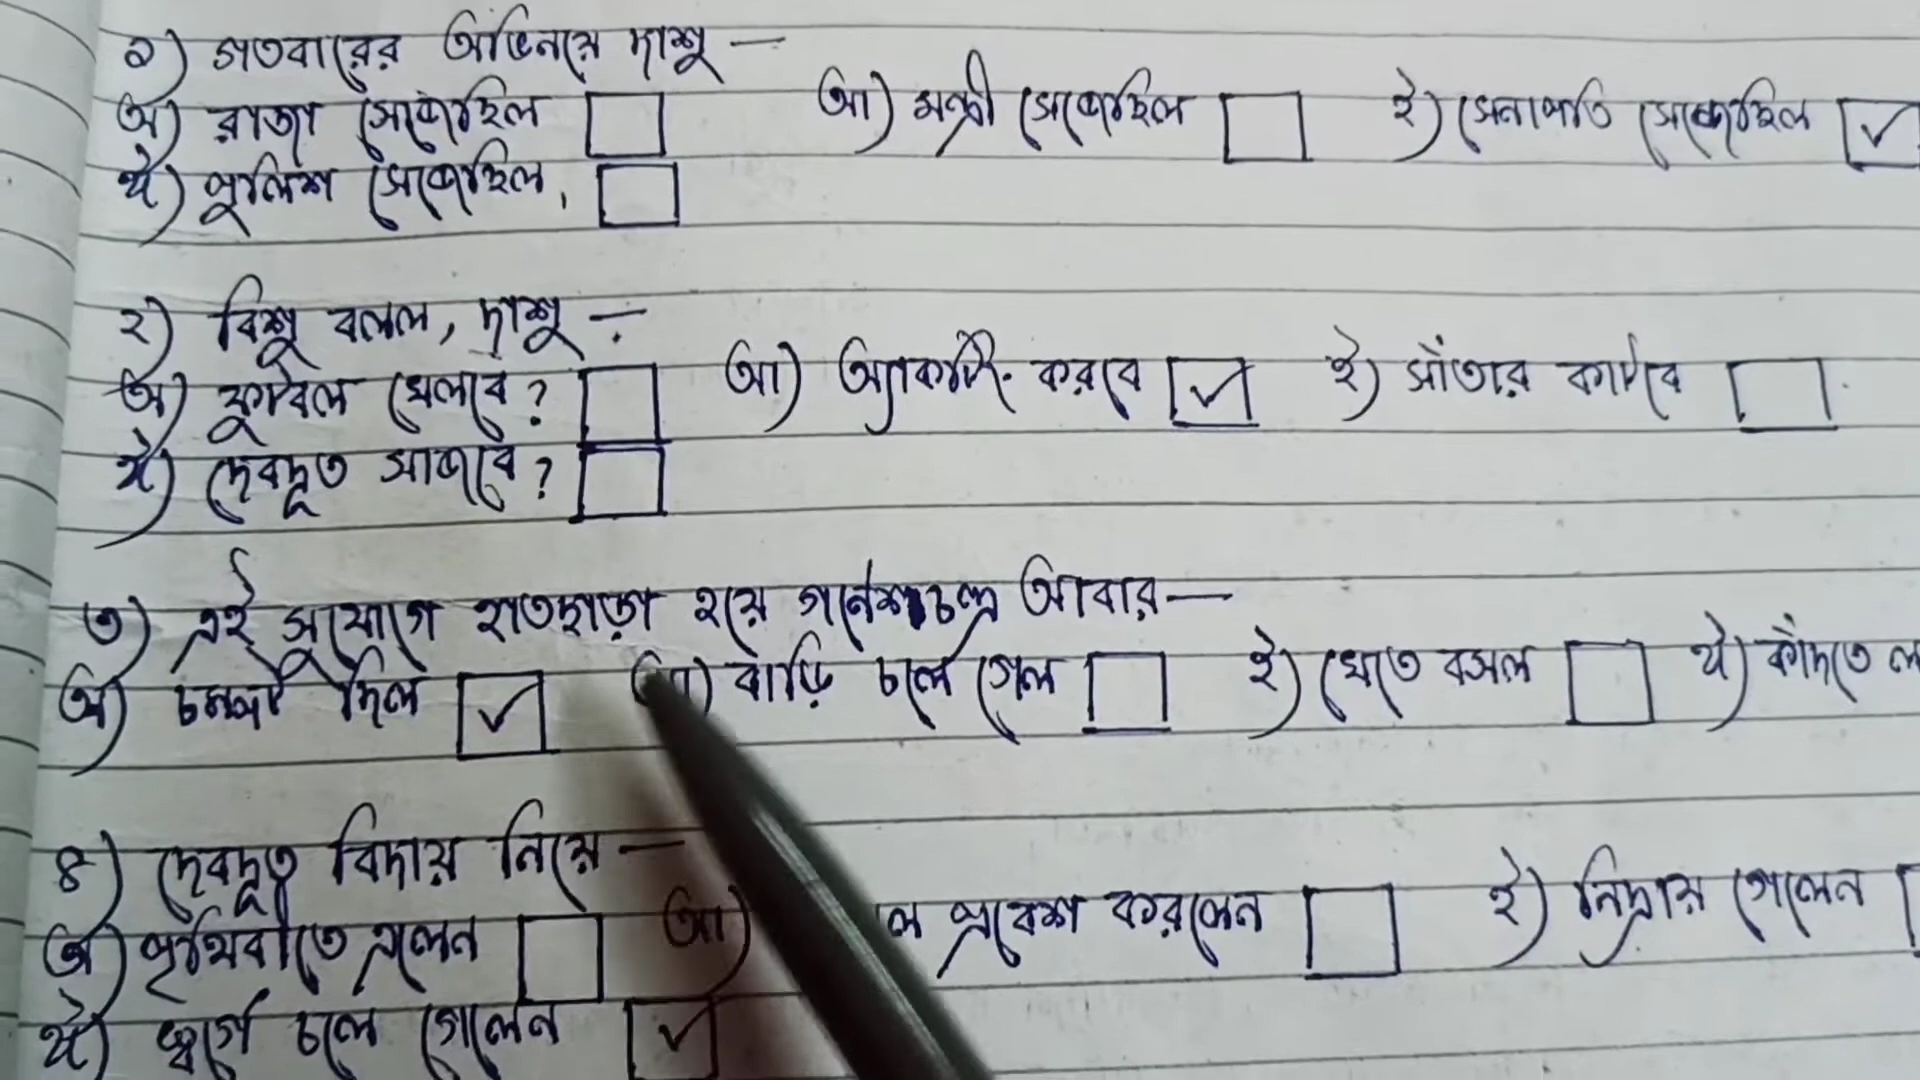 ১) গতবারের অভিনয়ে দাশু —
অ) রাজা সেজেছিল আ) মন্ত্রী সেজেছিল ই) সেনাপতি সেজেছিল ✓
ঈ) পুলিশ সেজেছিল,
২) বিশু বলল, দাশু —
অ) ফুটবল খেলবে? আ) অ্যাকটিং করবে ✓ ই) সাঁতার কাটবে
ঈ) দেবদূত সাজবে?
৩) এই সুযোগে হাতছাড়া হয়ে গনেশচন্দ্র আবার —
অ) চম্পট দিল ✓ আ) বাড়ি চলে গেল ই) খেতে বসল ঈ) কাঁদতে ল
৪) দেবদূত বিদায় নিয়ে —
অ) পৃথিবীতে এলেন আ) ল প্রবেশ করলেন ই) নিদ্রায় গেলেন
ঈ) স্বর্গে চলে গেলেন ✓